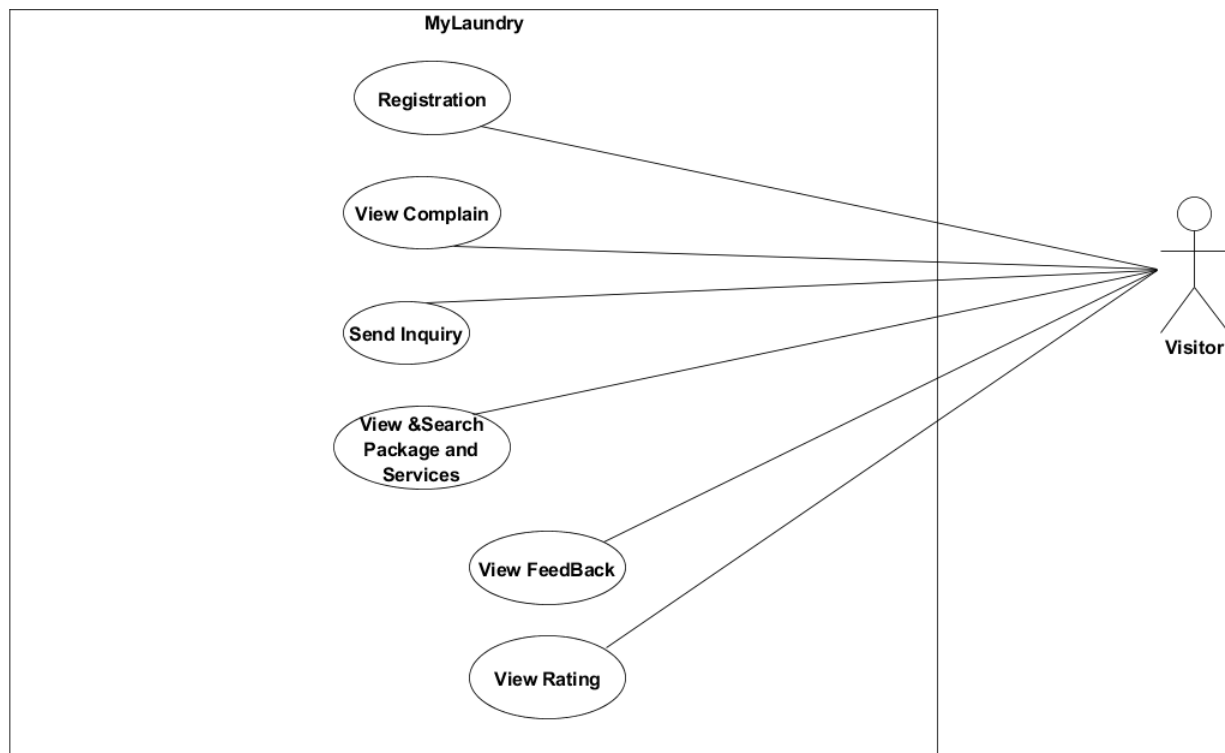 MyLaundry
Registration
View Complain
Send Inquiry
View &Search
Package and
Services
View FeedBack
View Rating
Visitor